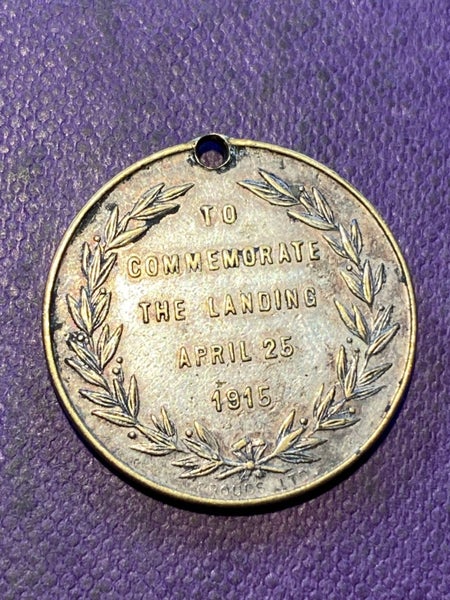 TO
COMMEMORATE
THE LANDING
APRIL 25
1915